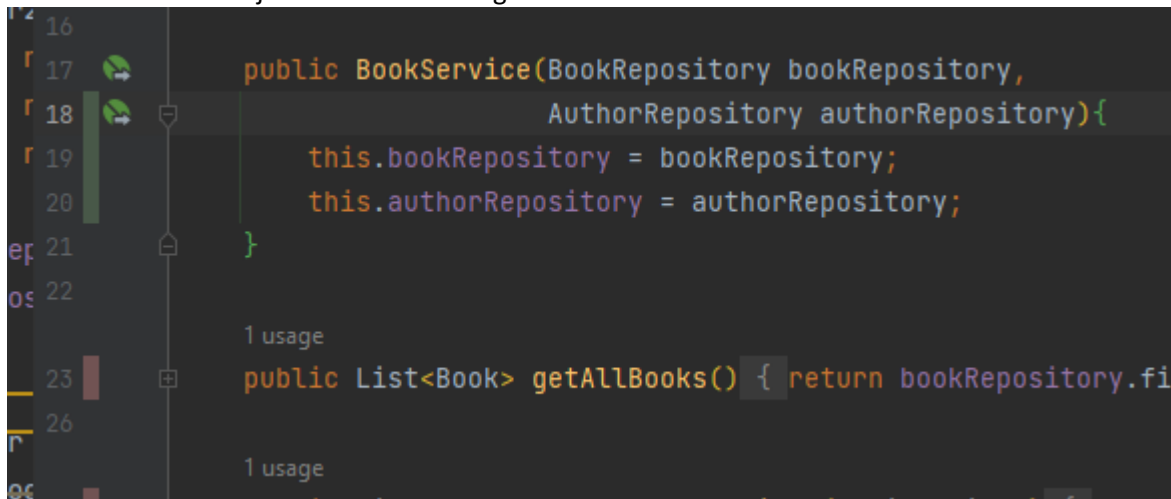 16
17 public BookService(BookRepository bookRepository,
18 AuthorRepository authorRepository){
19 this.bookRepository = bookRepository;
20 this.authorRepository = authorRepository;
21 }
22
1 usage
23 public List<Book> getAllBooks() { return bookRepository.fi
26
1 usage